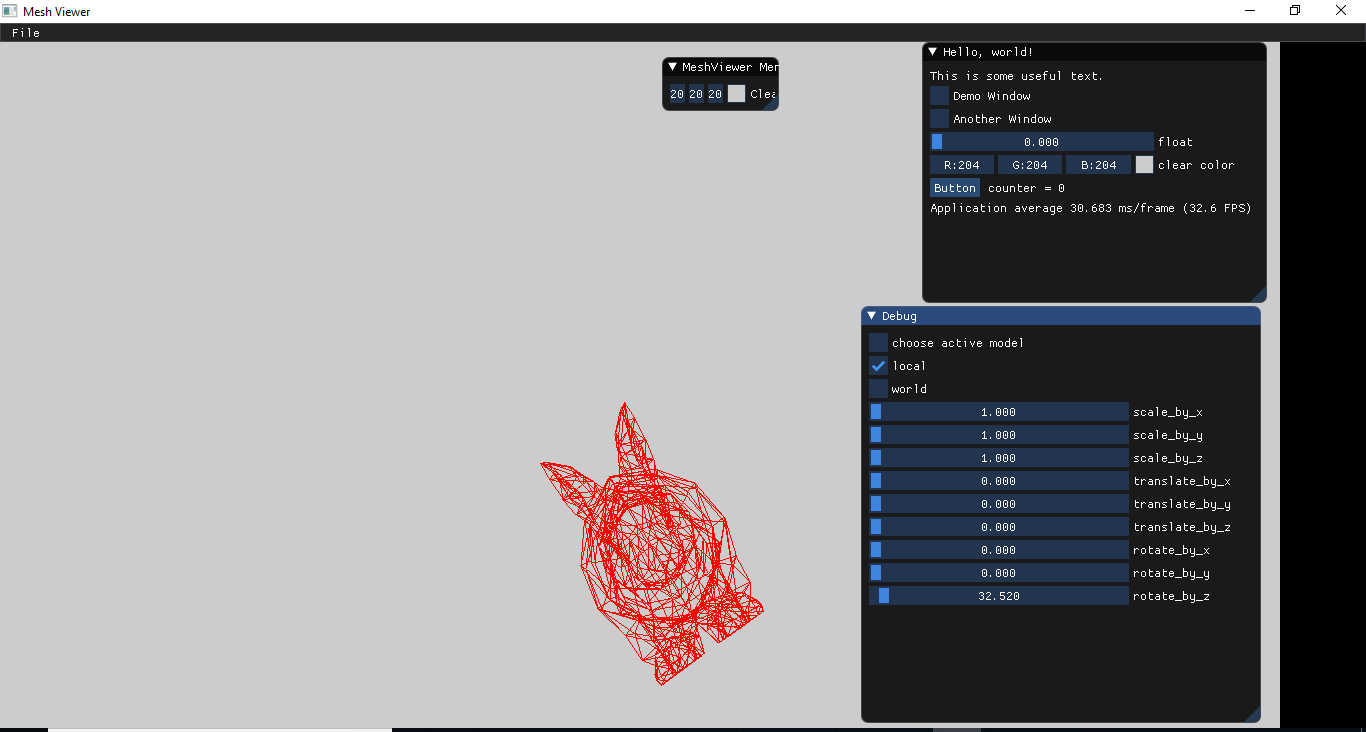 Mesh Viewer
File
MeshViewer Mer
20 20 20 Clea
Hello, world!
This is some useful text.
Demo Window
Another Window
0.000 float
R:204 G:204 B:204 clear color
Button counter = 0
Application average 30.683 ms/frame (32.6 FPS)
Debug
choose active model
local
world
1.000 scale_by_x
1.000 scale_by_y
1.000 scale_by_z
0.000 translate_by_x
0.000 translate_by_y
0.000 translate_by_z
0.000 rotate_by_x
0.000 rotate_by_y
32.520 rotate_by_z